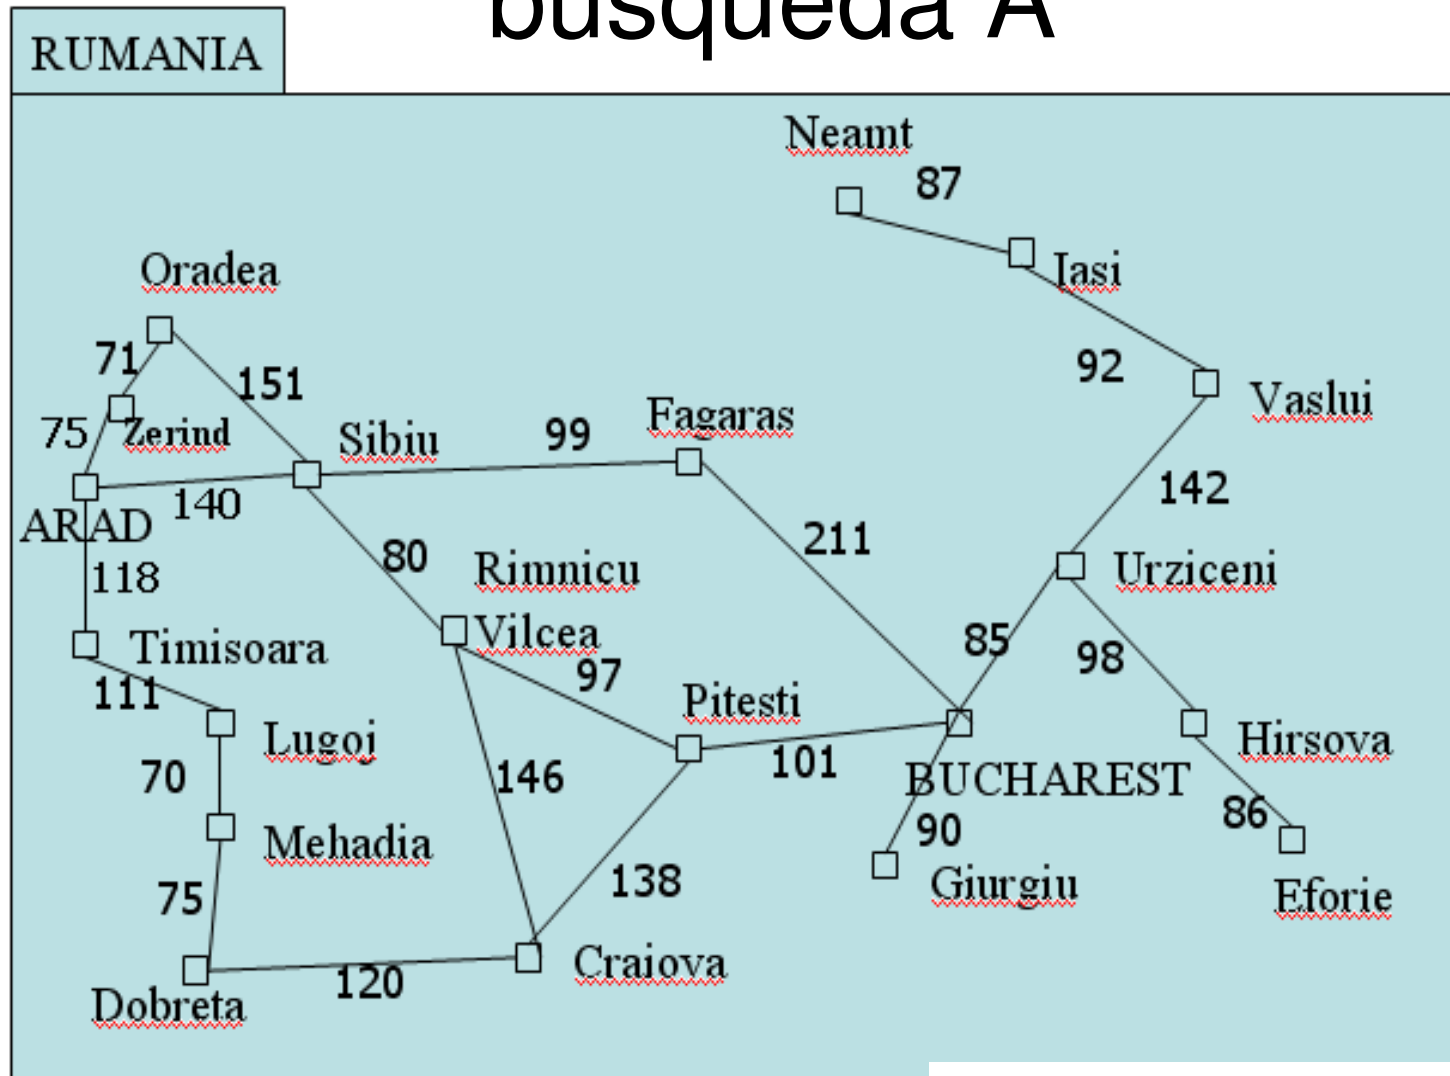 búsqueda A
RUMANIA
Neamt
87
Iasi
Oradea
71
151
92
Vaslui
75
Zerind
Sibiu
99
Fagaras
140
ARAD
142
118
80
Rimnicu
Vilcea
211
Urziceni
Timisoara
111
97
85
98
Pitesti
Lugoj
101
Hirsova
70
146
BUCHAREST
Mehadia
90
86
138
Giurgiu
Eforie
75
Craiova
120
Dobreta